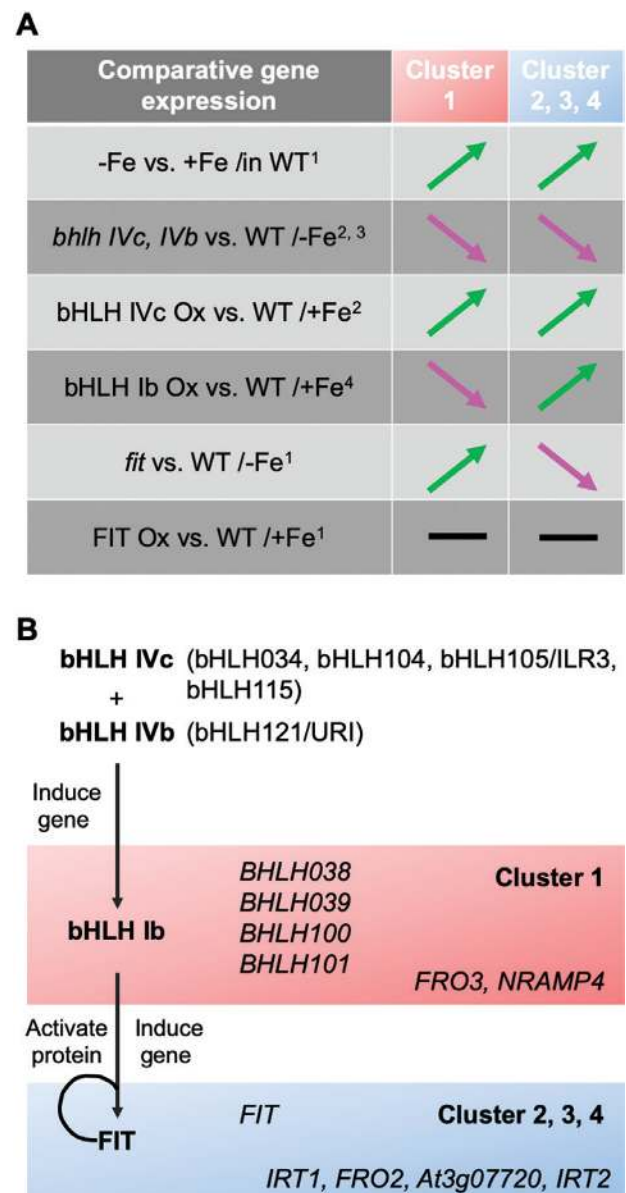 A
Comparative gene expression
Cluster 1
Cluster 2, 3, 4
-Fe vs. +Fe /in WT¹
bhlh IVc, IVb vs. WT /-Fe²˒ ³
bHLH IVc Ox vs. WT /+Fe²
bHLH Ib Ox vs. WT /+Fe⁴
fit vs. WT /-Fe¹
FIT Ox vs. WT /+Fe¹
B
bHLH IVc (bHLH034, bHLH104, bHLH105/ILR3,
bHLH115)
+
bHLH IVb (bHLH121/URI)
Induce
gene
BHLH038
Cluster 1
BHLH039
bHLH Ib
BHLH100
BHLH101
FRO3, NRAMP4
Activate
protein
Induce
gene
FIT
FIT
Cluster 2, 3, 4
IRT1, FRO2, At3g07720, IRT2